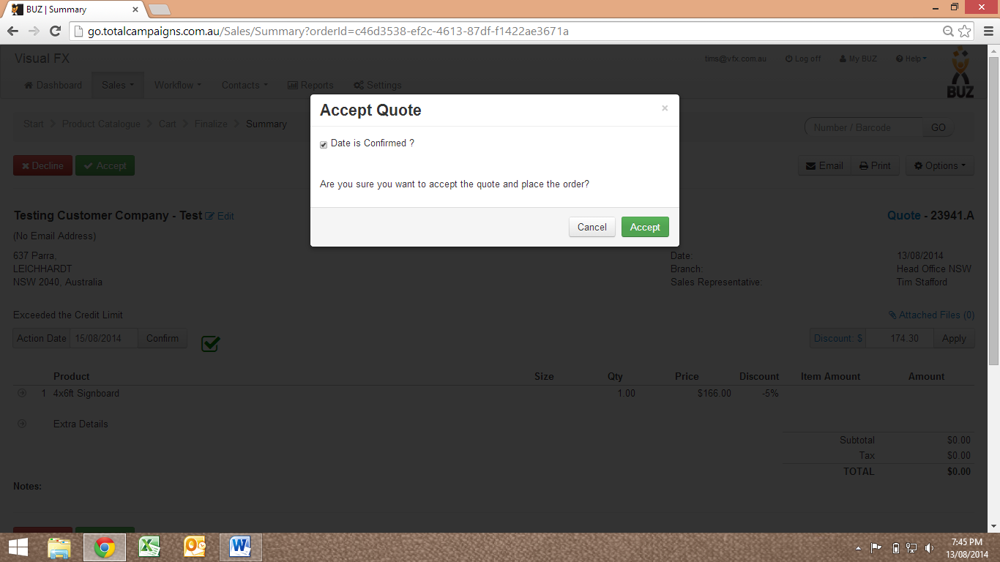 BUZ | Summary
go.totalcampaigns.com.au/Sales/Summary?orderId=c46d3538-ef2c-4613-87df-f1422ae3671a
Visual FX
tims@vfx.com.au Log off My BUZ Help
BUZ
Dashboard Sales Workflow Contacts Reports Settings
Start Product Catalogue Cart Finalize Summary
Number / Barcode GO
Accept Quote ×
Date is Confirmed ?
Are you sure you want to accept the quote and place the order?
Cancel Accept
Decline Accept
Email Print Options
Testing Customer Company - Test Edit
Quote - 23941.A
(No Email Address)
637 Parra,
LEICHHARDT
NSW 2040, Australia
Date: 13/08/2014
Branch: Head Office NSW
Sales Representative: Tim Stafford
Exceeded the Credit Limit
Attached Files (0)
Action Date 15/08/2014 Confirm
Discount: $ 174.30 Apply
Product Size Qty Price Discount Item Amount Amount
1 4x6ft Signboard 1.00 $166.00 -5%
Extra Details
Subtotal $0.00
Tax $0.00
TOTAL $0.00
Notes:
7:45 PM
13/08/2014